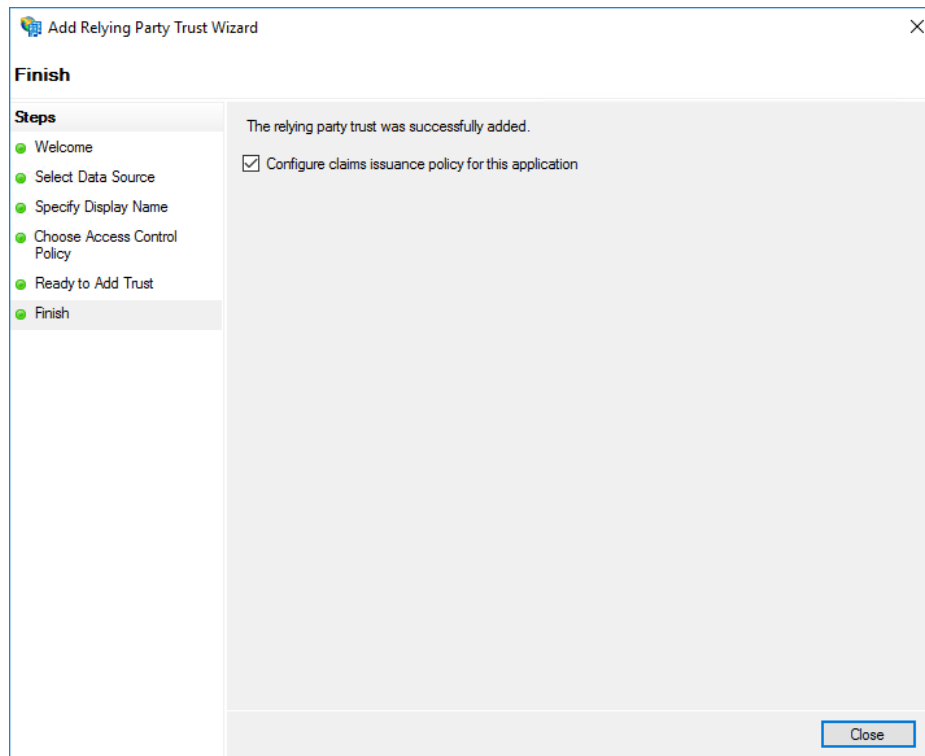 Add Relying Party Trust Wizard
Finish
Steps
Welcome
Select Data Source
Specify Display Name
Choose Access Control
Policy
Ready to Add Trust
Finish
The relying party trust was successfully added.
Configure claims issuance policy for this application
Close